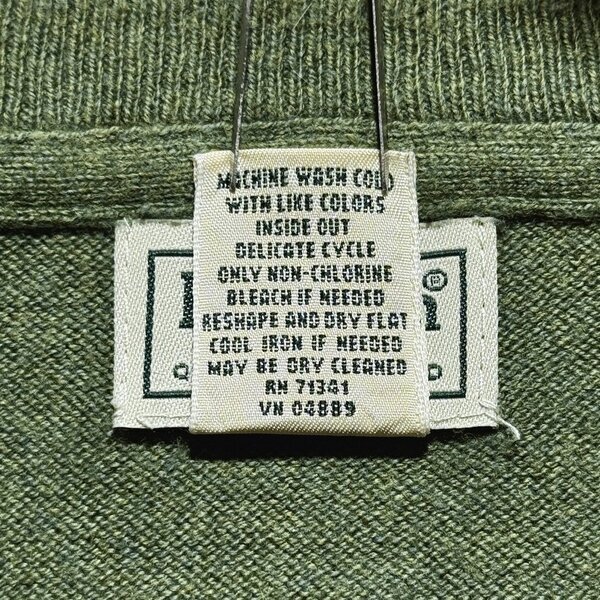 MACHINE WASH COLD
WITH LIKE COLORS
INSIDE OUT
DELICATE CYCLE
ONLY NON-CHLORINE
BLEACH IF NEEDED
RESHAPE AND DRY FLAT
COOL IRON IF NEEDED
MAY BE DRY CLEANED
RN 71341
VN 04889